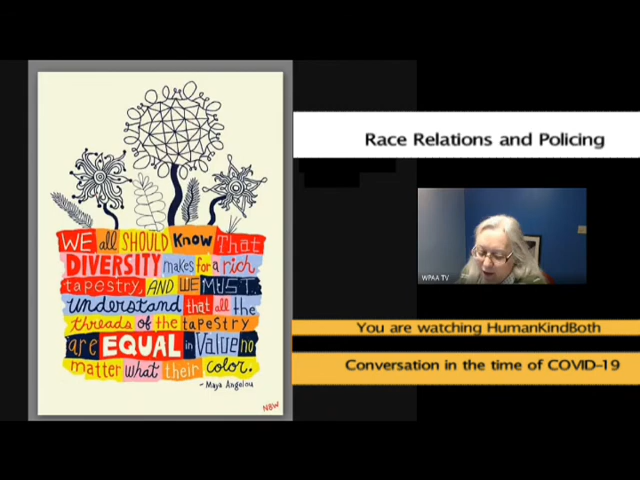 WE all SHOULD KNOW That
DIVERSITY makes for a rich
tapestry, AND WE MUST
understand that all the
threads of the tapestry
are EQUAL in Value no
matter what their color.
- Maya Angelou
NBW
Race Relations and Policing
WPAA TV
You are watching HumanKindBoth
Conversation in the time of COVID-19